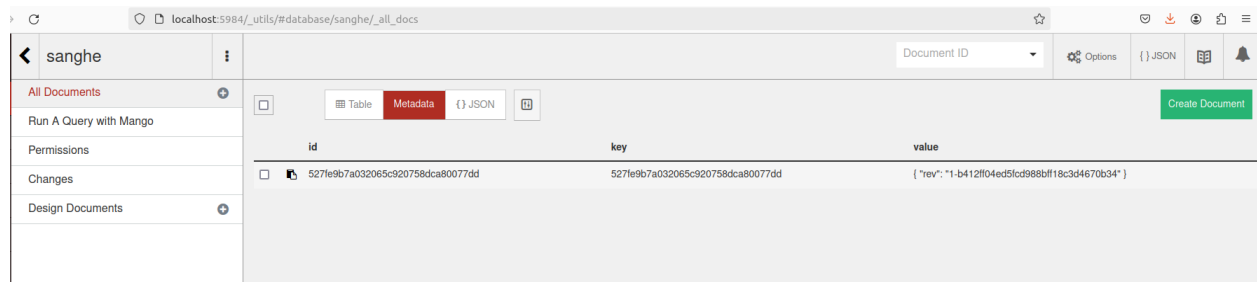 localhost:5984/_utils/#database/sanghe/_all_docs
sanghe
Document ID
Options
{ } JSON
All Documents
Run A Query with Mango
Permissions
Changes
Design Documents
Table
Metadata
{ } JSON
Create Document
id key value
527fe9b7a032065c920758dca80077dd 527fe9b7a032065c920758dca80077dd { "rev": "1-b412ff04ed5fcd988bff18c3d4670b34" }